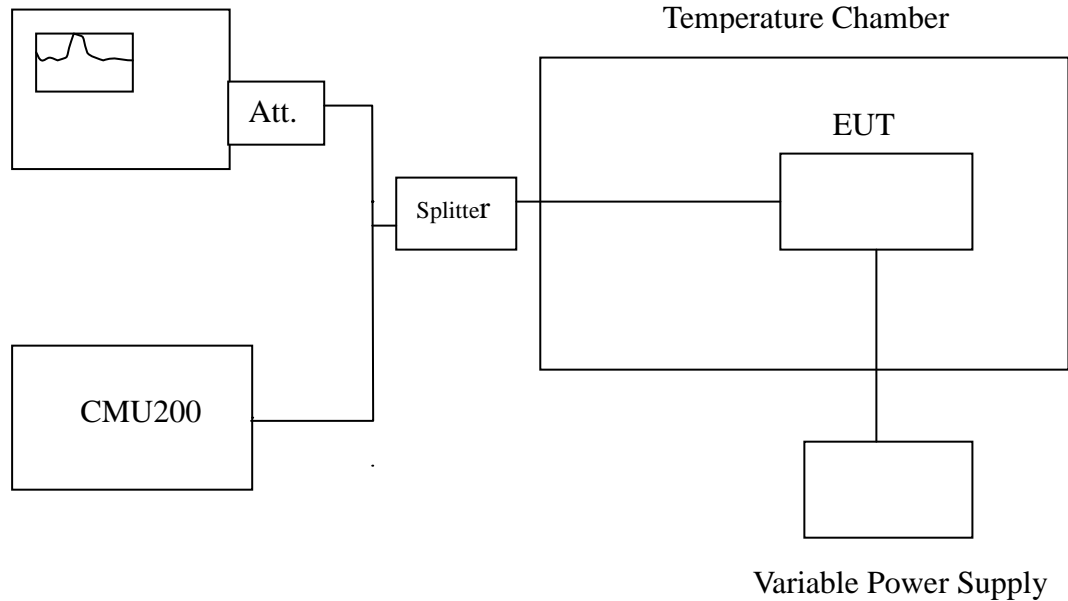 Temperature Chamber
Att.
EUT
Splitter
CMU200
Variable Power Supply